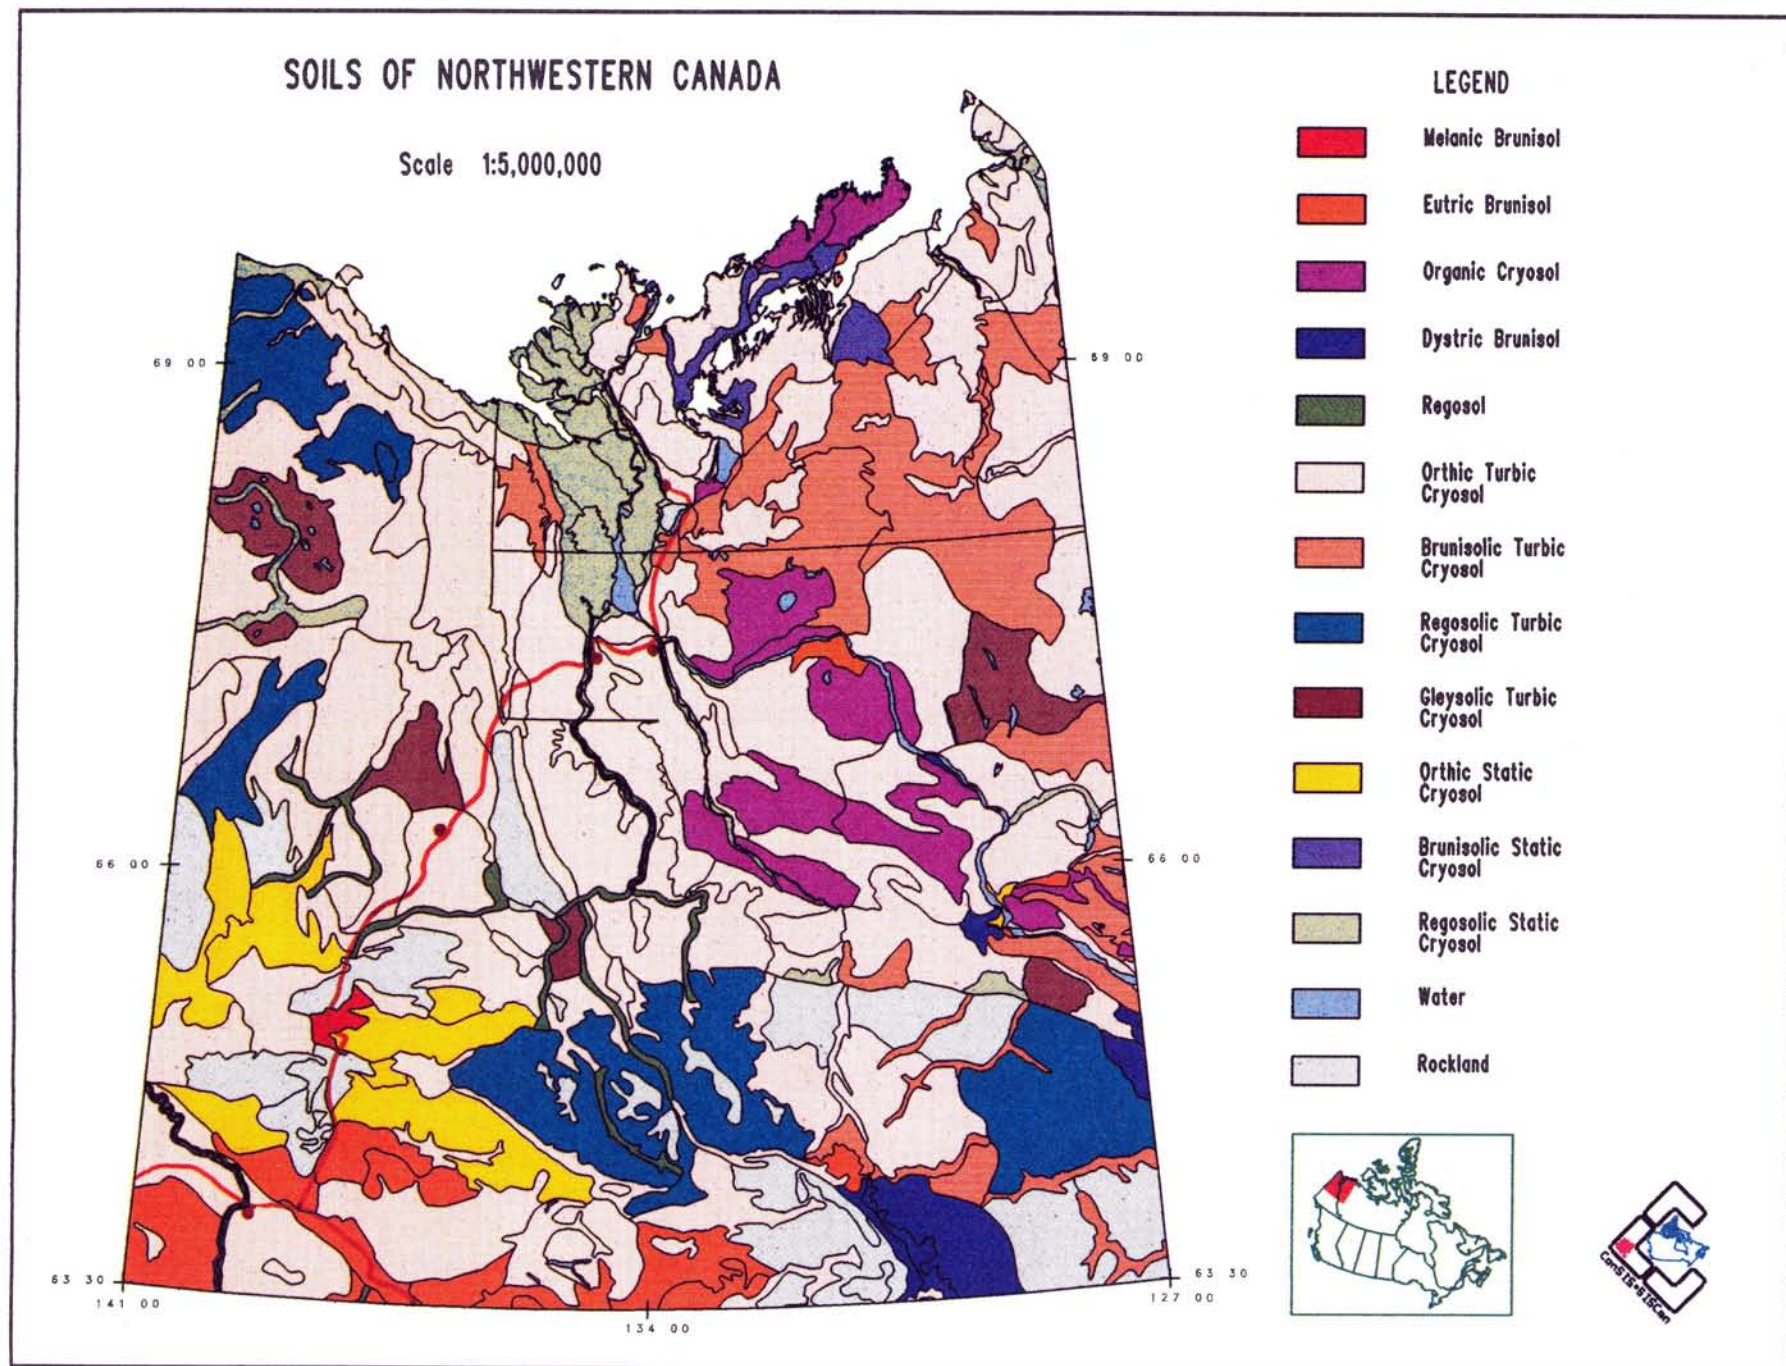 SOILS OF NORTHWESTERN CANADA
Scale 1:5,000,000
LEGEND
Melanic Brunisol
Eutric Brunisol
Organic Cryosol
Dystric Brunisol
Regosol
Orthic Turbic
Cryosol
Brunisolic Turbic
Cryosol
Regosolic Turbic
Cryosol
Gleysolic Turbic
Cryosol
Orthic Static
Cryosol
Brunisolic Static
Cryosol
Regosolic Static
Cryosol
Water
Rockland
69 00
69 00
66 00
66 00
63 30
141 00
134 00
63 30
127 00
CanSIS•SISCan